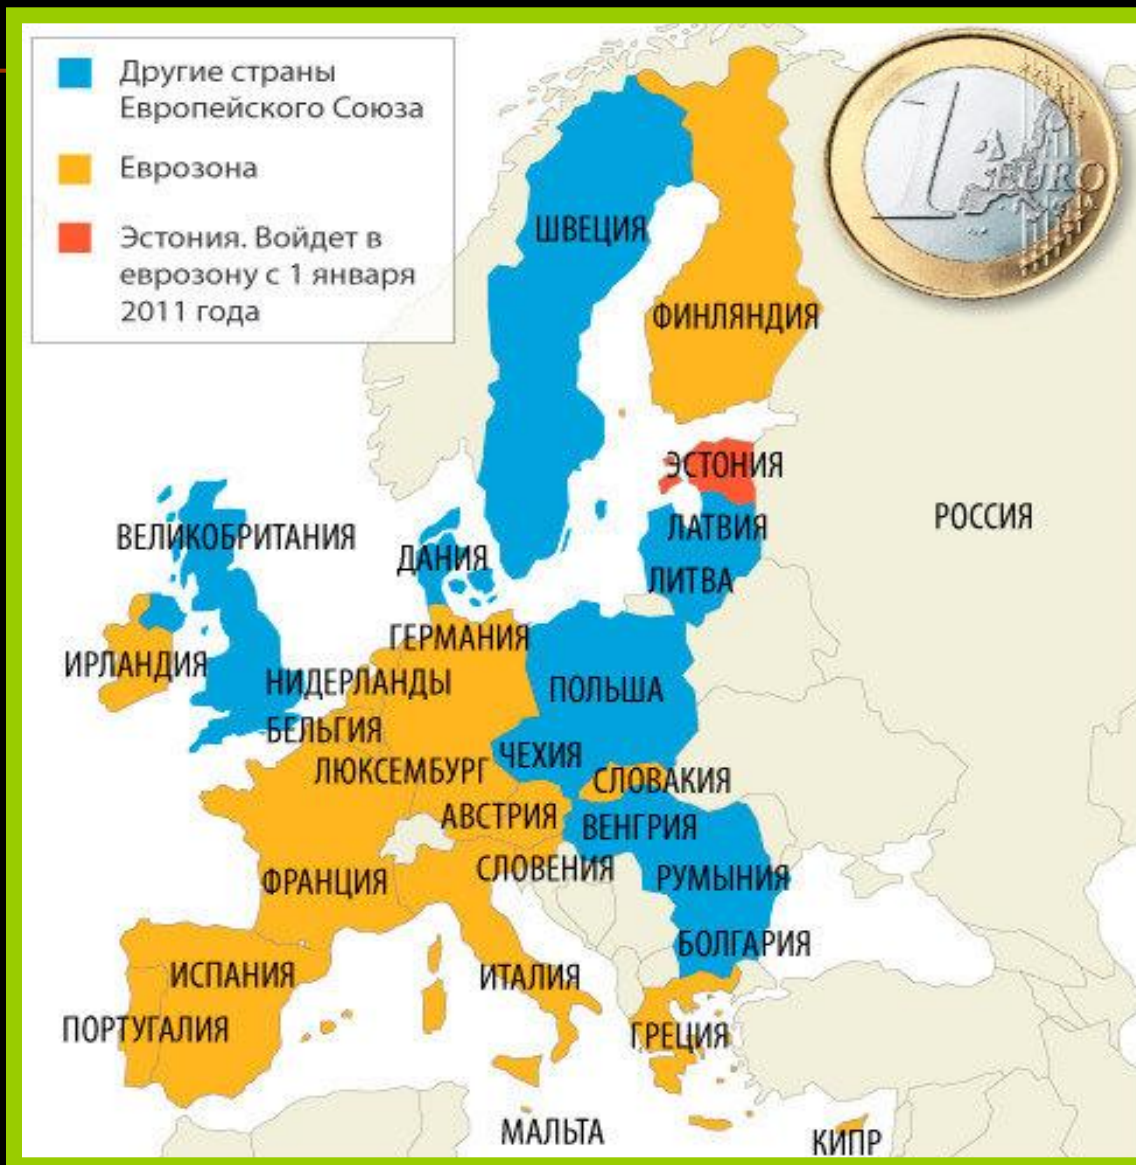 Другие страны
Европейского Союза
Еврозона
Эстония. Войдет в
еврозону с 1 января
2011 года
1 EURO
ШВЕЦИЯ
ФИНЛЯНДИЯ
ЭСТОНИЯ
РОССИЯ
ЛАТВИЯ
ВЕЛИКОБРИТАНИЯ
ДАНИЯ
ЛИТВА
ГЕРМАНИЯ
ИРЛАНДИЯ
НИДЕРЛАНДЫ
ПОЛЬША
БЕЛЬГИЯ
ЧЕХИЯ
ЛЮКСЕМБУРГ
СЛОВАКИЯ
АВСТРИЯ
ВЕНГРИЯ
СЛОВЕНИЯ
ФРАНЦИЯ
РУМЫНИЯ
БОЛГАРИЯ
ИСПАНИЯ
ИТАЛИЯ
ПОРТУГАЛИЯ
ГРЕЦИЯ
МАЛЬТА
КИПР